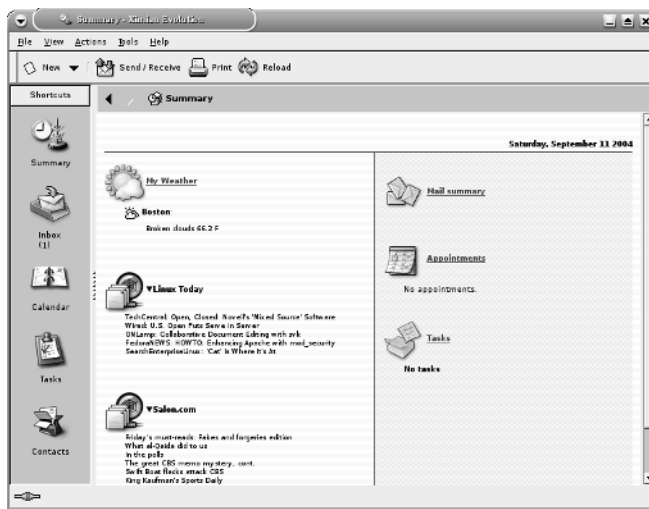 Summary - Ximian Evolution
File View Actions Tools Help
New Send / Receive Print Reload
Shortcuts
Summary
Saturday, September 11 2004
Summary
My Weather
Boston:
Broken clouds 66.2 F
Mail summary
Inbox
(1)
Appointments
No appointments.
Calendar
Linux Today
TechCentral: Open, Closed: Novell's 'Mixed Source' Software
Wired: U.S. Open Puts Serve in Server
ONLamp: Collaborative Document Editing with svk
FedoraNEWS: HOWTO: Enhancing Apache with mod_security
SearchEnterpriseLinux: 'Cat' Is Where It's At
Tasks
No tasks
Tasks
Salon.com
Friday's must-reads: Fakes and forgeries edition
What al-Qaida did to us
In the polls
The great CBS memo mystery, cont.
Swift Boat flacks attack CBS
King Kaufman's Sports Daily
Contacts